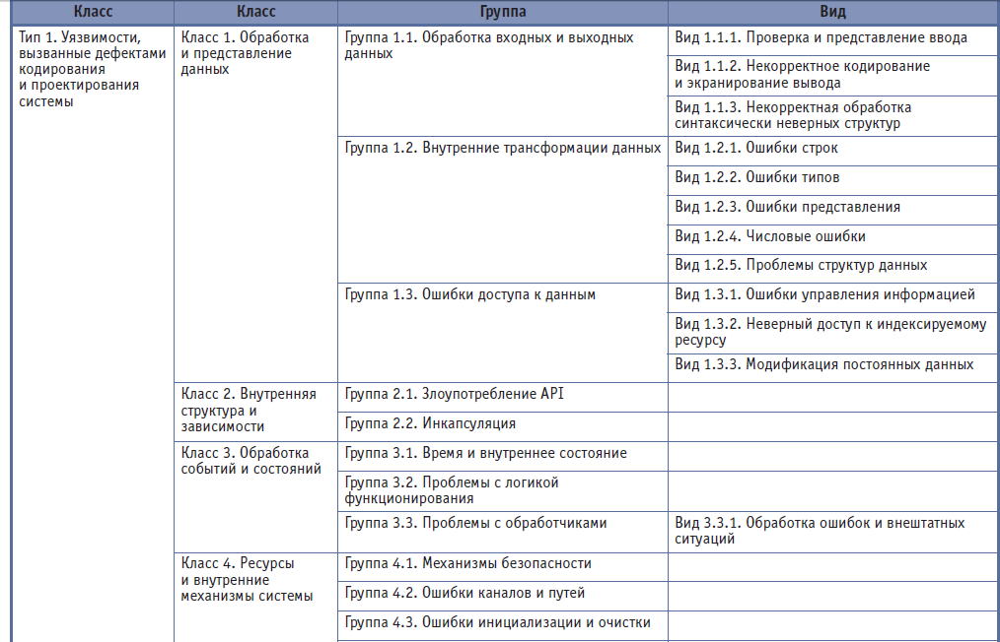 Класс Класс Группа Вид
Тип 1. Уязвимости,
вызванные дефектами
кодирования
и проектирования
системы
Класс 1. Обработка
и представление
данных
Группа 1.1. Обработка входных и выходных
данных
Вид 1.1.1. Проверка и представление ввода
Вид 1.1.2. Некорректное кодирование
и экранирование вывода
Вид 1.1.3. Некорректная обработка
синтаксически неверных структур
Группа 1.2. Внутренние трансформации данных
Вид 1.2.1. Ошибки строк
Вид 1.2.2. Ошибки типов
Вид 1.2.3. Ошибки представления
Вид 1.2.4. Числовые ошибки
Вид 1.2.5. Проблемы структур данных
Группа 1.3. Ошибки доступа к данным
Вид 1.3.1. Ошибки управления информацией
Вид 1.3.2. Неверный доступ к индексируемому
ресурсу
Вид 1.3.3. Модификация постоянных данных
Класс 2. Внутренняя
структура и
зависимости
Группа 2.1. Злоупотребление API
Группа 2.2. Инкапсуляция
Класс 3. Обработка
событий и состояний
Группа 3.1. Время и внутреннее состояние
Группа 3.2. Проблемы с логикой
функционирования
Группа 3.3. Проблемы с обработчиками
Вид 3.3.1. Обработка ошибок и внештатных
ситуаций
Класс 4. Ресурсы
и внутренние
механизмы системы
Группа 4.1. Механизмы безопасности
Группа 4.2. Ошибки каналов и путей
Группа 4.3. Ошибки инициализации и очистки